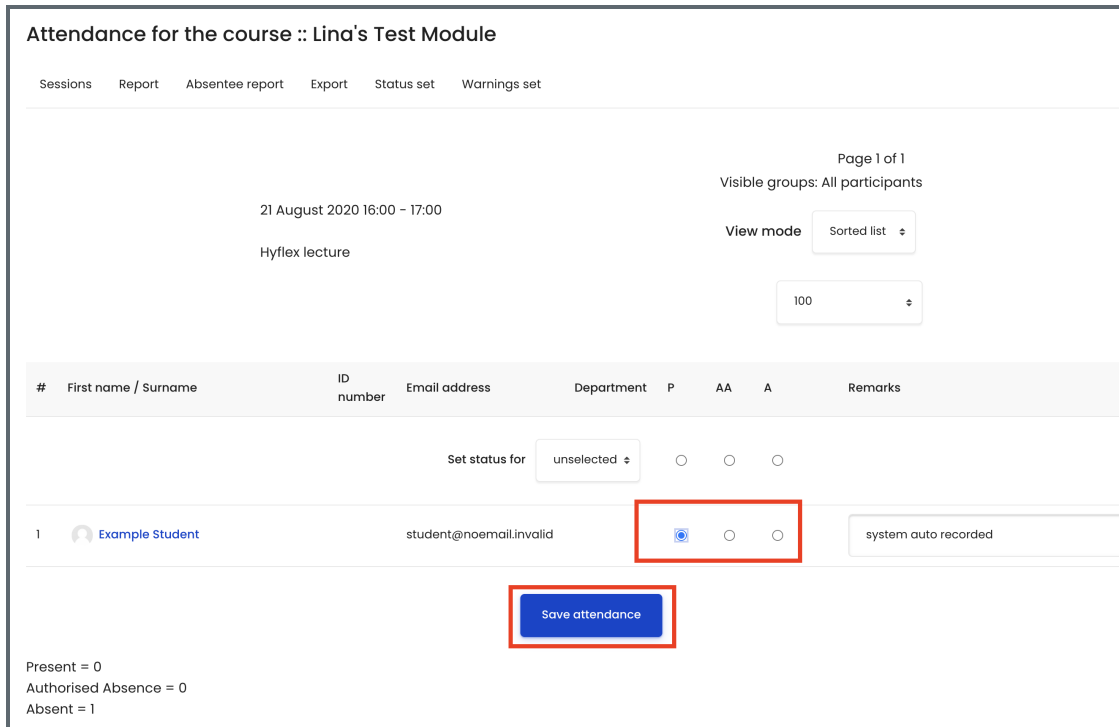 Attendance for the course :: Lina's Test Module
Sessions Report Absentee report Export Status set Warnings set
Page 1 of 1
Visible groups: All participants
21 August 2020 16:00 - 17:00
View mode Sorted list
Hyflex lecture
100
# First name / Surname ID number Email address Department P AA A Remarks
Set status for unselected
1 Example Student student@noemail.invalid system auto recorded
Save attendance
Present = 0
Authorised Absence = 0
Absent = 1